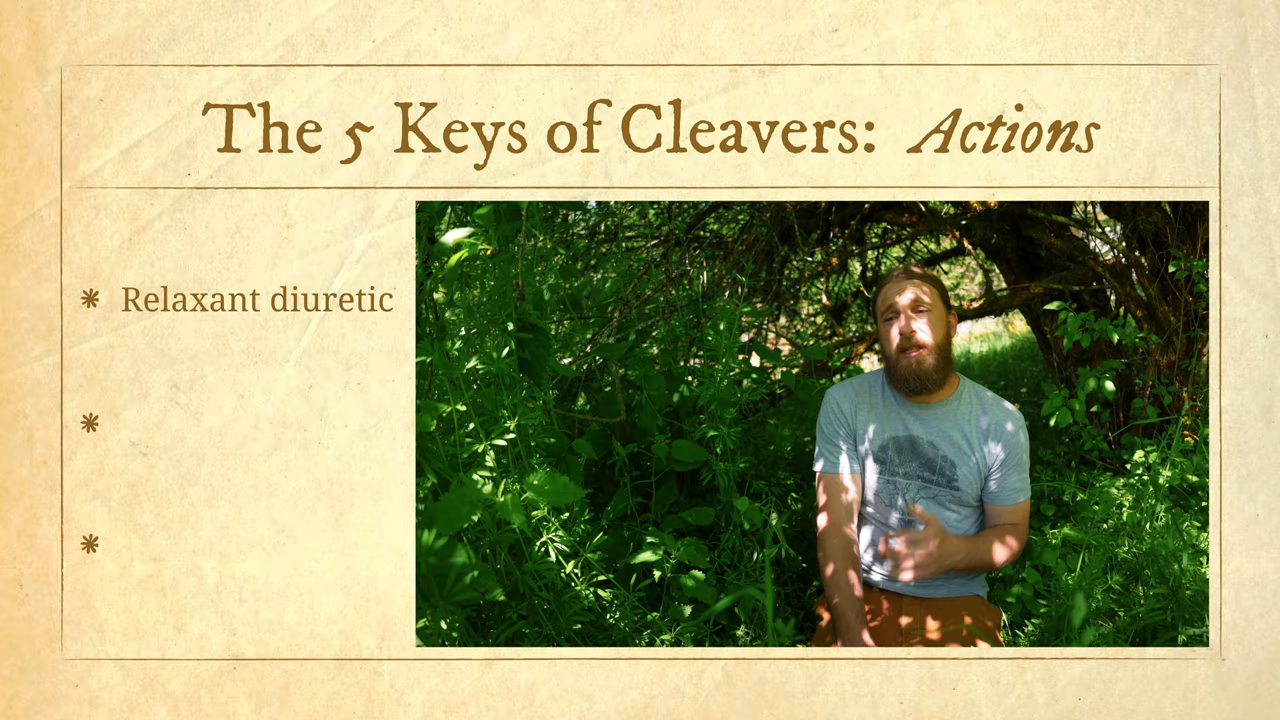 The 5 Keys of Cleavers: Actions
* Relaxant diuretic
*
*